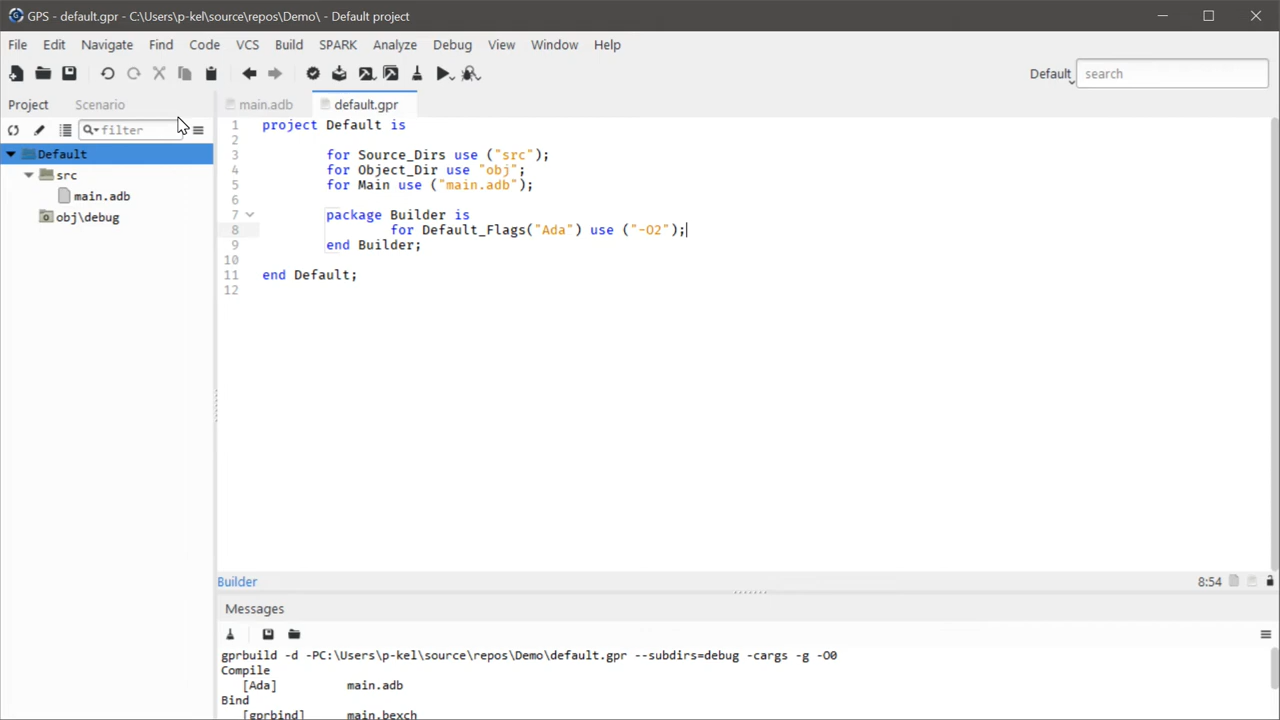 GPS - default.gpr - C:\Users\p-kel\source\repos\Demo\ - Default project
File Edit Navigate Find Code VCS Build SPARK Analyze Debug View Window Help
Default search
Project Scenario
main.adb default.gpr
filter
Default
src
main.adb
obj\debug
1 project Default is
2
3 for Source_Dirs use ("src");
4 for Object_Dir use "obj";
5 for Main use ("main.adb");
6
7 package Builder is
8 for Default_Flags("Ada") use ("-O2");
9 end Builder;
10
11 end Default;
12
Builder 8:54
Messages
gprbuild -d -PC:\Users\p-kel\source\repos\Demo\default.gpr --subdirs=debug -cargs -g -O0
Compile
[Ada] main.adb
Bind
[gprbind] main.bexch